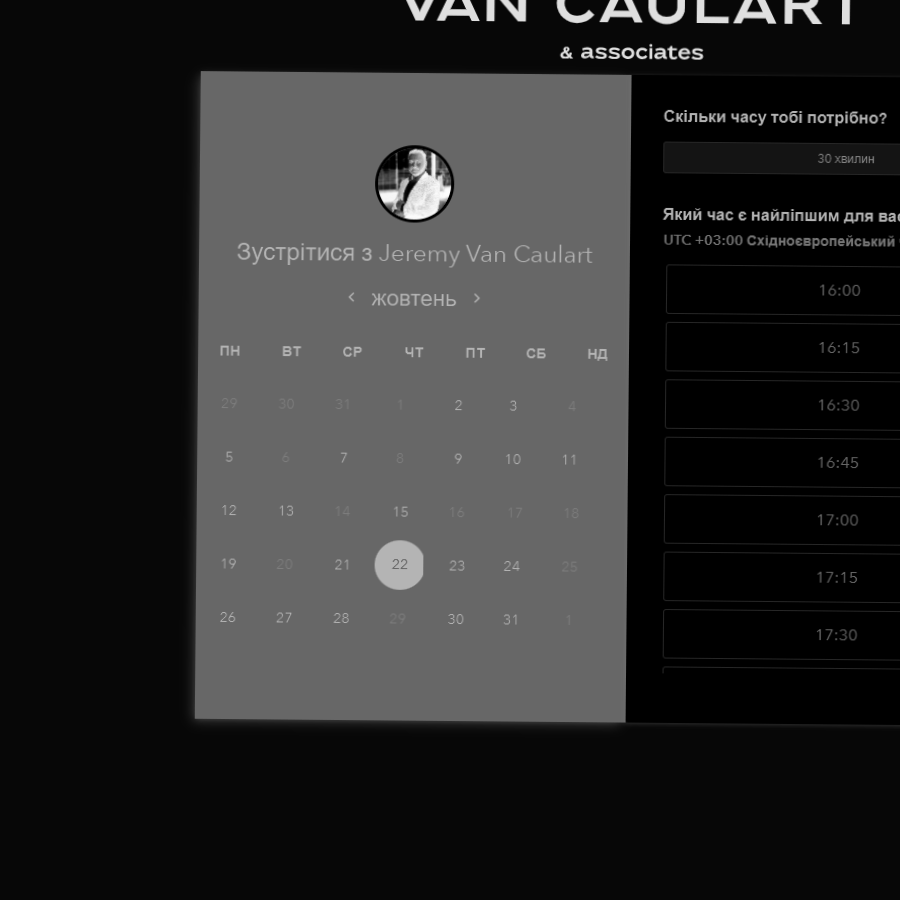 VAN CAULART
& associates
Зустрітися з Jeremy Van Caulart
жовтень
ПН ВТ СР ЧТ ПТ СБ НД
29 30 31 1 2 3 4
5 6 7 8 9 10 11
12 13 14 15 16 17 18
19 20 21 22 23 24 25
26 27 28 29 30 31 1
Скільки часу тобі потрібно?
30 хвилин
Який час є найліпшим для вас
UTC +03:00 Східноєвропейський
16:00
16:15
16:30
16:45
17:00
17:15
17:30